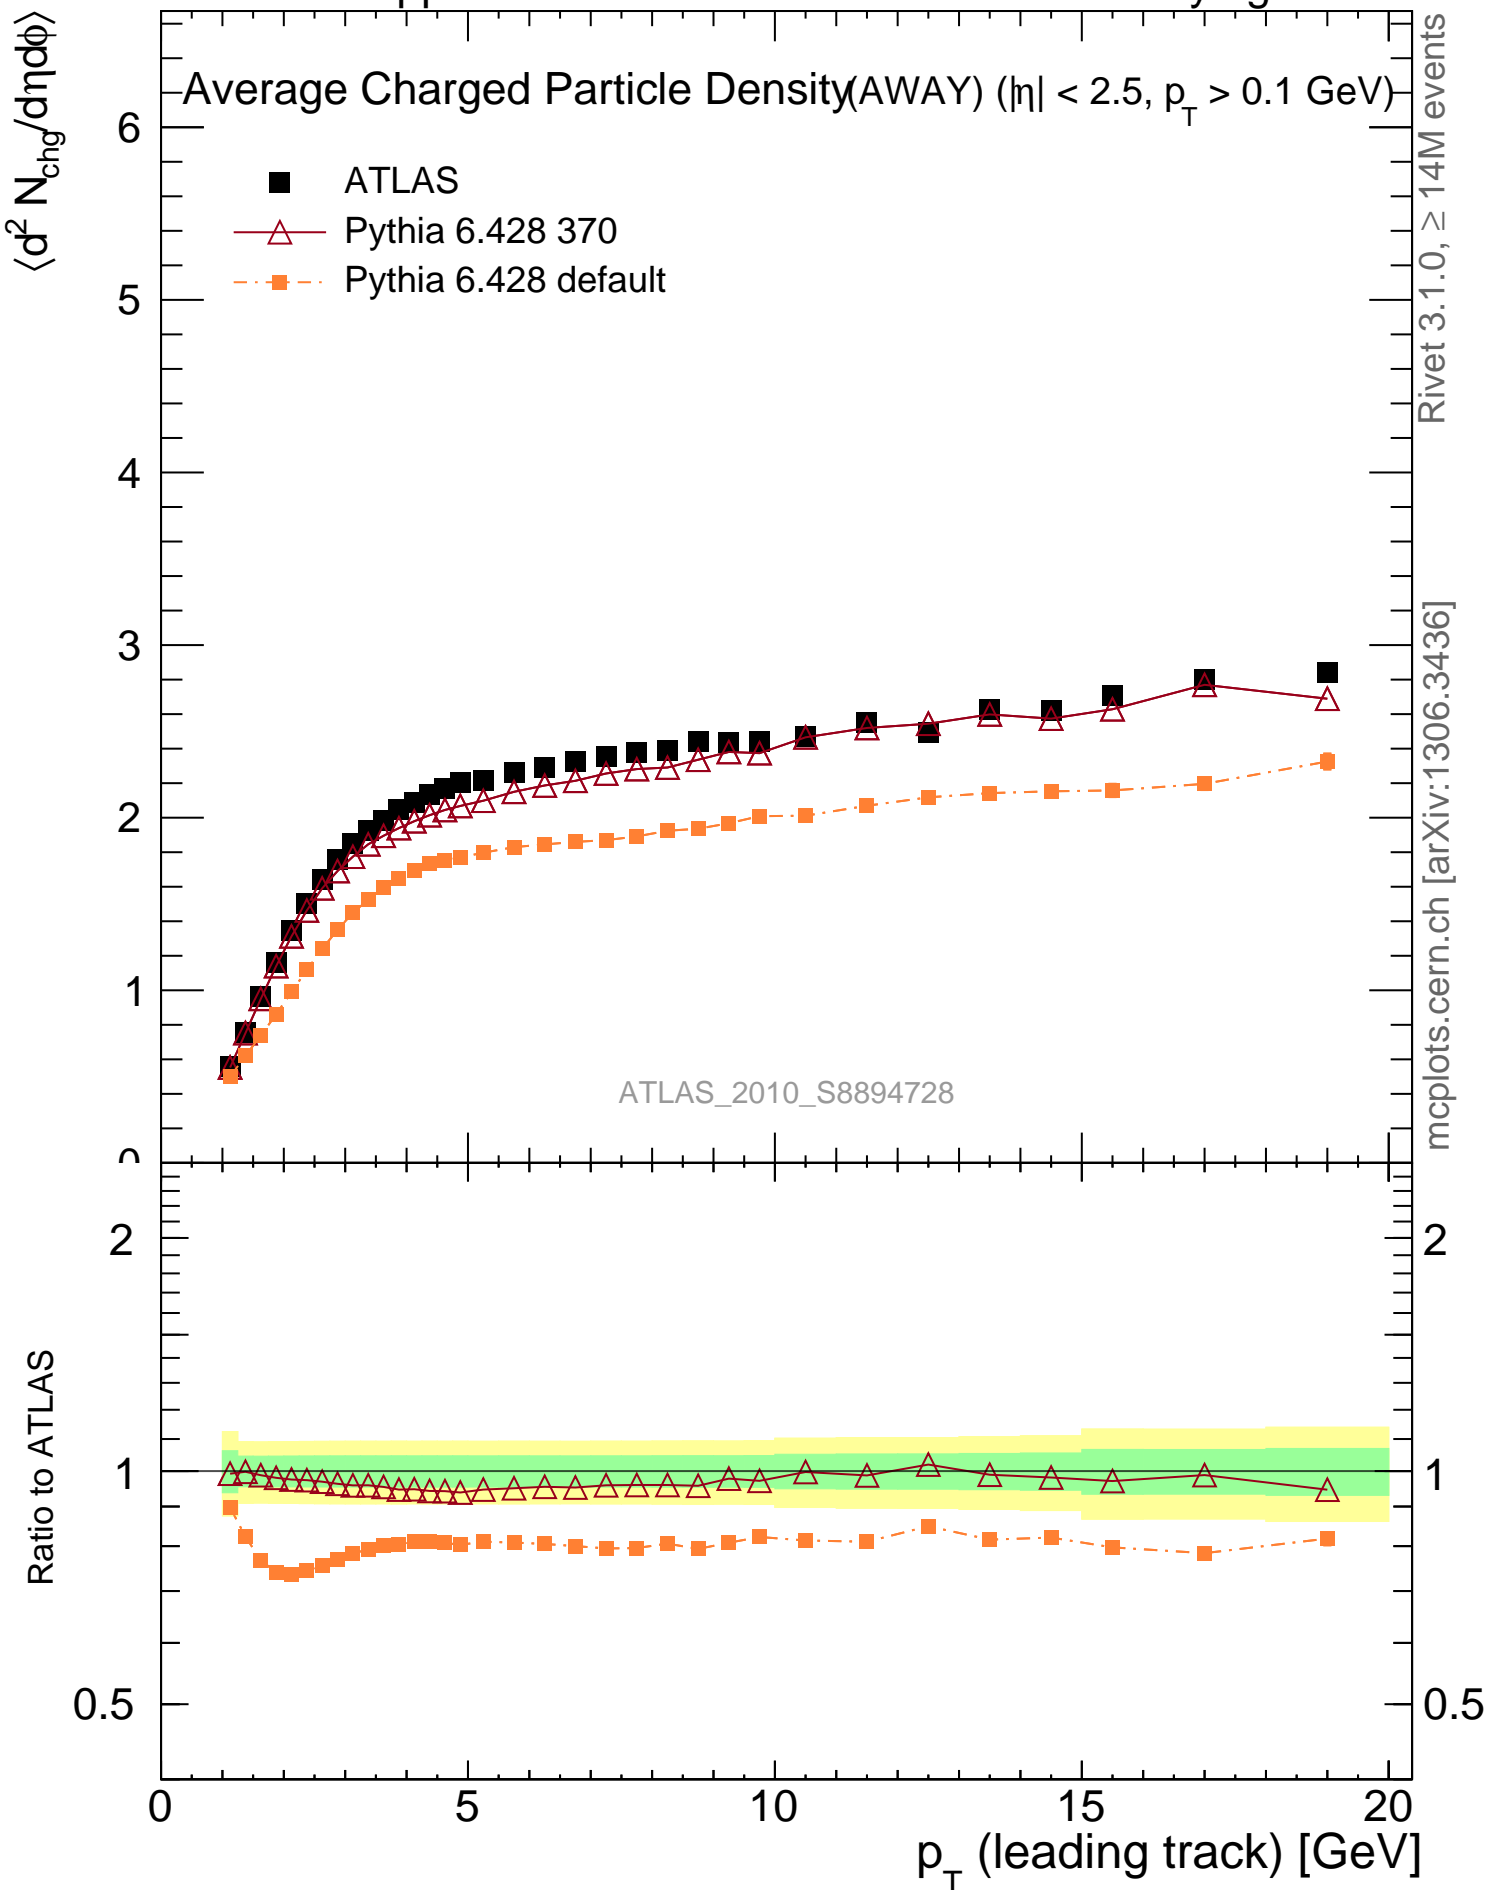 Average Charged Particle Density (AWAY) (|η| < 2.5, p_T > 0.1 GeV)
⟨d² N_chg/dηdϕ⟩
ATLAS
Pythia 6.428 370
Pythia 6.428 default
6
5
4
3
2
1
0
ATLAS_2010_S8894728
Rivet 3.1.0, ≥ 14M events
mcplots.cern.ch [arXiv:1306.3436]
Ratio to ATLAS
2
1
0.5
2
1
0.5
0 5 10 15 20
p_T (leading track) [GeV]